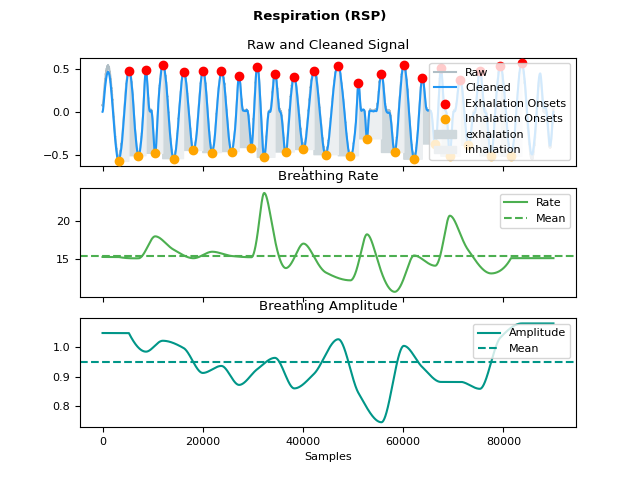 Respiration (RSP)
Raw and Cleaned Signal
0.5
0.0
−0.5
Raw
Cleaned
Exhalation Onsets
Inhalation Onsets
exhalation
inhalation
Breathing Rate
20
15
Rate
Mean
Breathing Amplitude
1.0
0.9
0.8
Amplitude
Mean
0 20000 40000 60000 80000
Samples